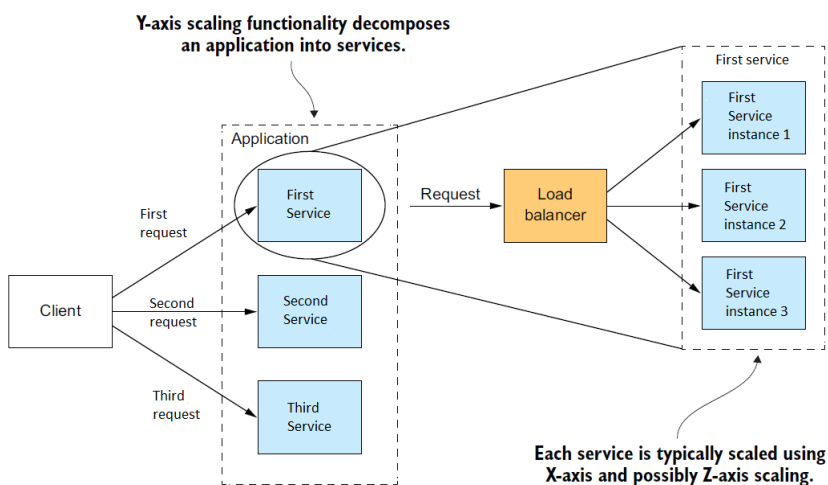 Y-axis scaling functionality decomposes
an application into services.
Application
First
Service
First
request
Client
Second
request
Second
Service
Third
request
Third
Service
Request
Load
balancer
First service
First
Service
instance 1
First
Service
instance 2
First
Service
instance 3
Each service is typically scaled using
X-axis and possibly Z-axis scaling.